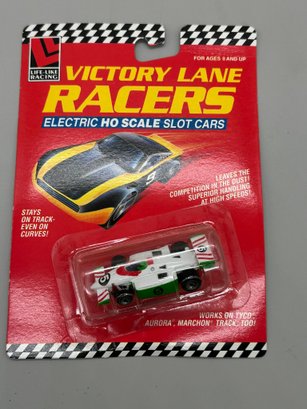 LIFE-LIKE
RACING
FOR AGES 8 AND UP
VICTORY LANE
RACERS
ELECTRIC HO SCALE SLOT CARS
LEAVES THE
COMPETITION IN THE DUST!
SUPERIOR HANDLING
AT HIGH SPEEDS!
STAYS
ON TRACK-
EVEN ON
CURVES!
WORKS ON TYCO,
AURORA, MARCHON TRACK, TOO!